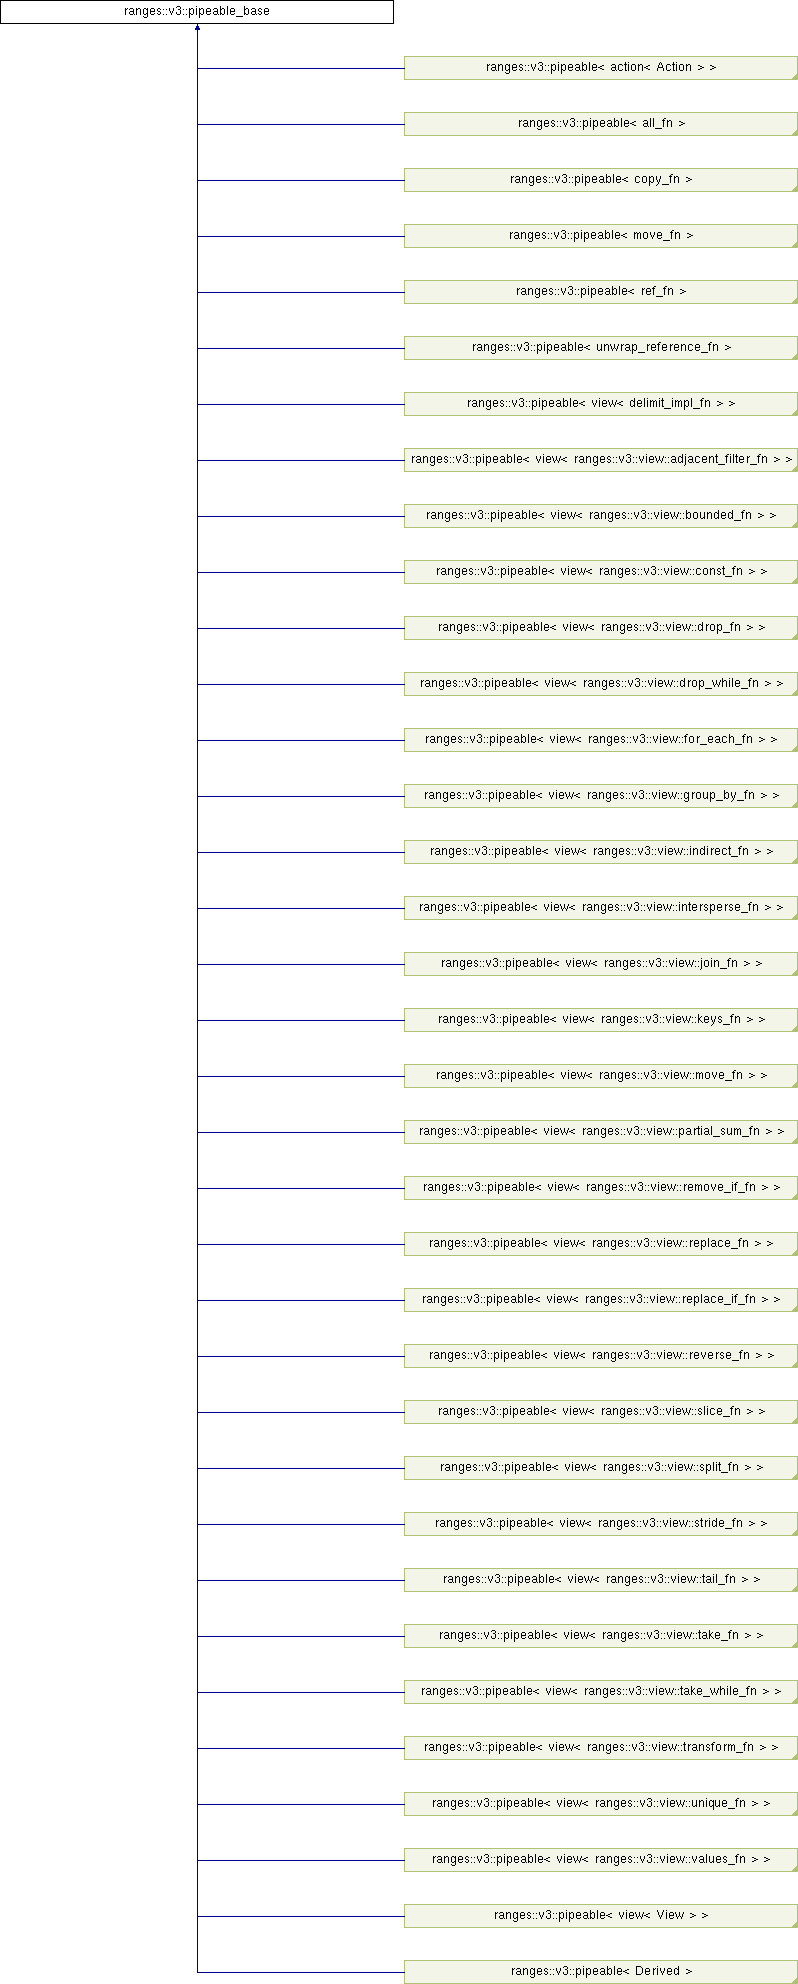 ranges::v3::pipeable_base
ranges::v3::pipeable< action< Action > >
ranges::v3::pipeable< all_fn >
ranges::v3::pipeable< copy_fn >
ranges::v3::pipeable< move_fn >
ranges::v3::pipeable< ref_fn >
ranges::v3::pipeable< unwrap_reference_fn >
ranges::v3::pipeable< view< delimit_impl_fn > >
ranges::v3::pipeable< view< ranges::v3::view::adjacent_filter_fn > >
ranges::v3::pipeable< view< ranges::v3::view::bounded_fn > >
ranges::v3::pipeable< view< ranges::v3::view::const_fn > >
ranges::v3::pipeable< view< ranges::v3::view::drop_fn > >
ranges::v3::pipeable< view< ranges::v3::view::drop_while_fn > >
ranges::v3::pipeable< view< ranges::v3::view::for_each_fn > >
ranges::v3::pipeable< view< ranges::v3::view::group_by_fn > >
ranges::v3::pipeable< view< ranges::v3::view::indirect_fn > >
ranges::v3::pipeable< view< ranges::v3::view::intersperse_fn > >
ranges::v3::pipeable< view< ranges::v3::view::join_fn > >
ranges::v3::pipeable< view< ranges::v3::view::keys_fn > >
ranges::v3::pipeable< view< ranges::v3::view::move_fn > >
ranges::v3::pipeable< view< ranges::v3::view::partial_sum_fn > >
ranges::v3::pipeable< view< ranges::v3::view::remove_if_fn > >
ranges::v3::pipeable< view< ranges::v3::view::replace_fn > >
ranges::v3::pipeable< view< ranges::v3::view::replace_if_fn > >
ranges::v3::pipeable< view< ranges::v3::view::reverse_fn > >
ranges::v3::pipeable< view< ranges::v3::view::slice_fn > >
ranges::v3::pipeable< view< ranges::v3::view::split_fn > >
ranges::v3::pipeable< view< ranges::v3::view::stride_fn > >
ranges::v3::pipeable< view< ranges::v3::view::tail_fn > >
ranges::v3::pipeable< view< ranges::v3::view::take_fn > >
ranges::v3::pipeable< view< ranges::v3::view::take_while_fn > >
ranges::v3::pipeable< view< ranges::v3::view::transform_fn > >
ranges::v3::pipeable< view< ranges::v3::view::unique_fn > >
ranges::v3::pipeable< view< ranges::v3::view::values_fn > >
ranges::v3::pipeable< view< View > >
ranges::v3::pipeable< Derived >